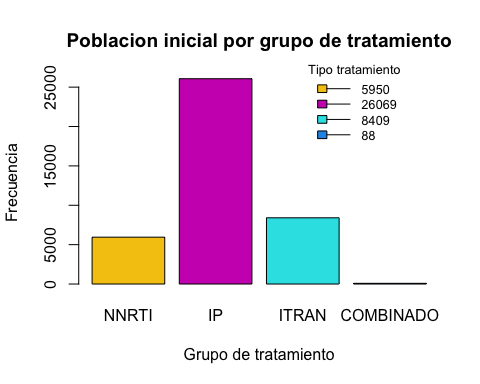 Poblacion inicial por grupo de tratamiento
Tipo tratamiento
5950
26069
8409
88
Frecuencia
25000
15000
5000
0
NNRTI IP ITRAN COMBINADO
Grupo de tratamiento